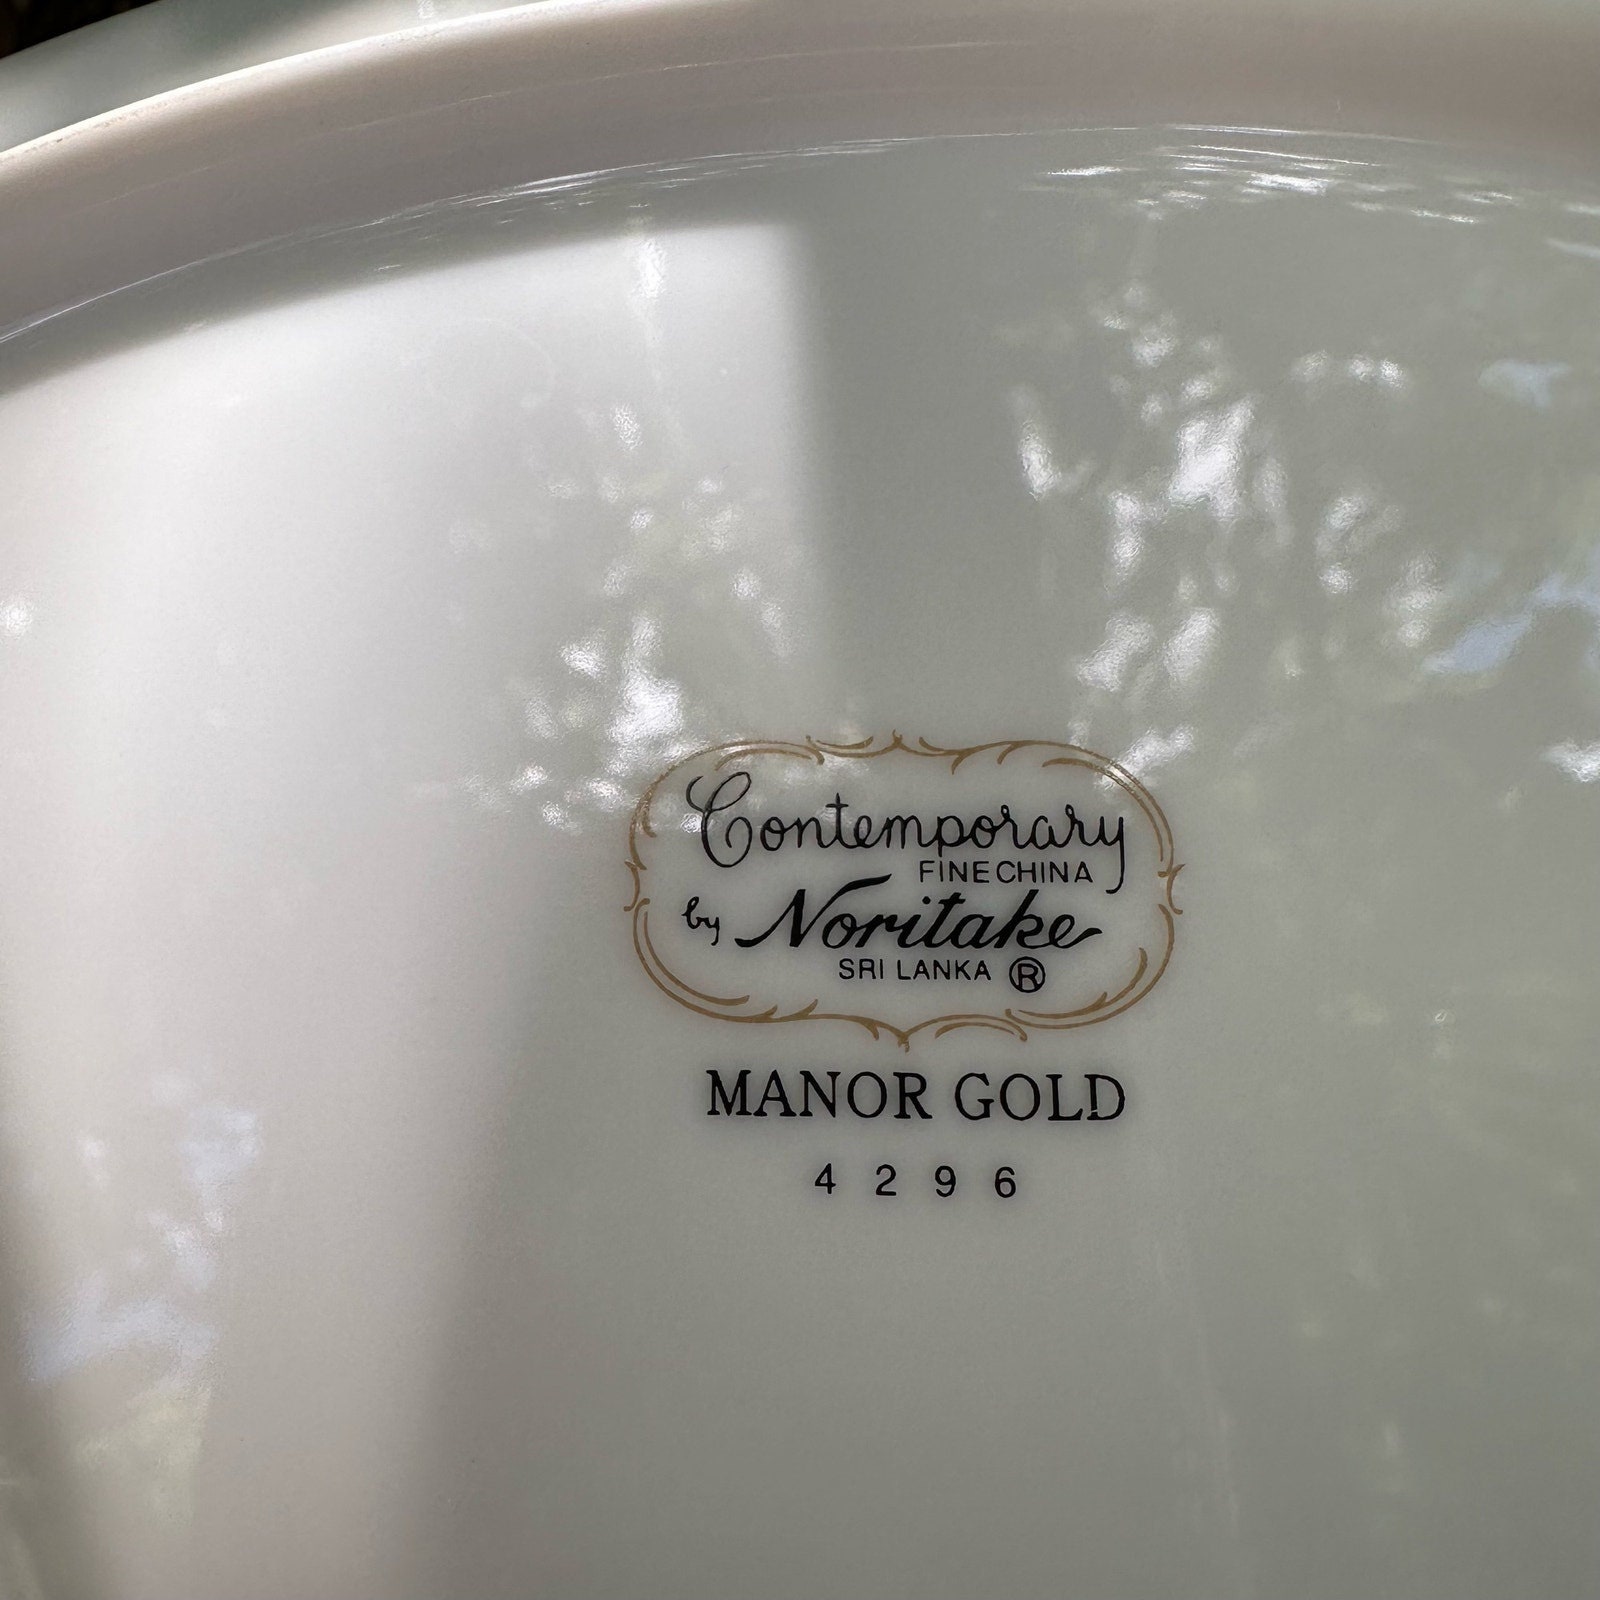 Contemporary
FINE CHINA
by Noritake
SRI LANKA ®
MANOR GOLD
4296